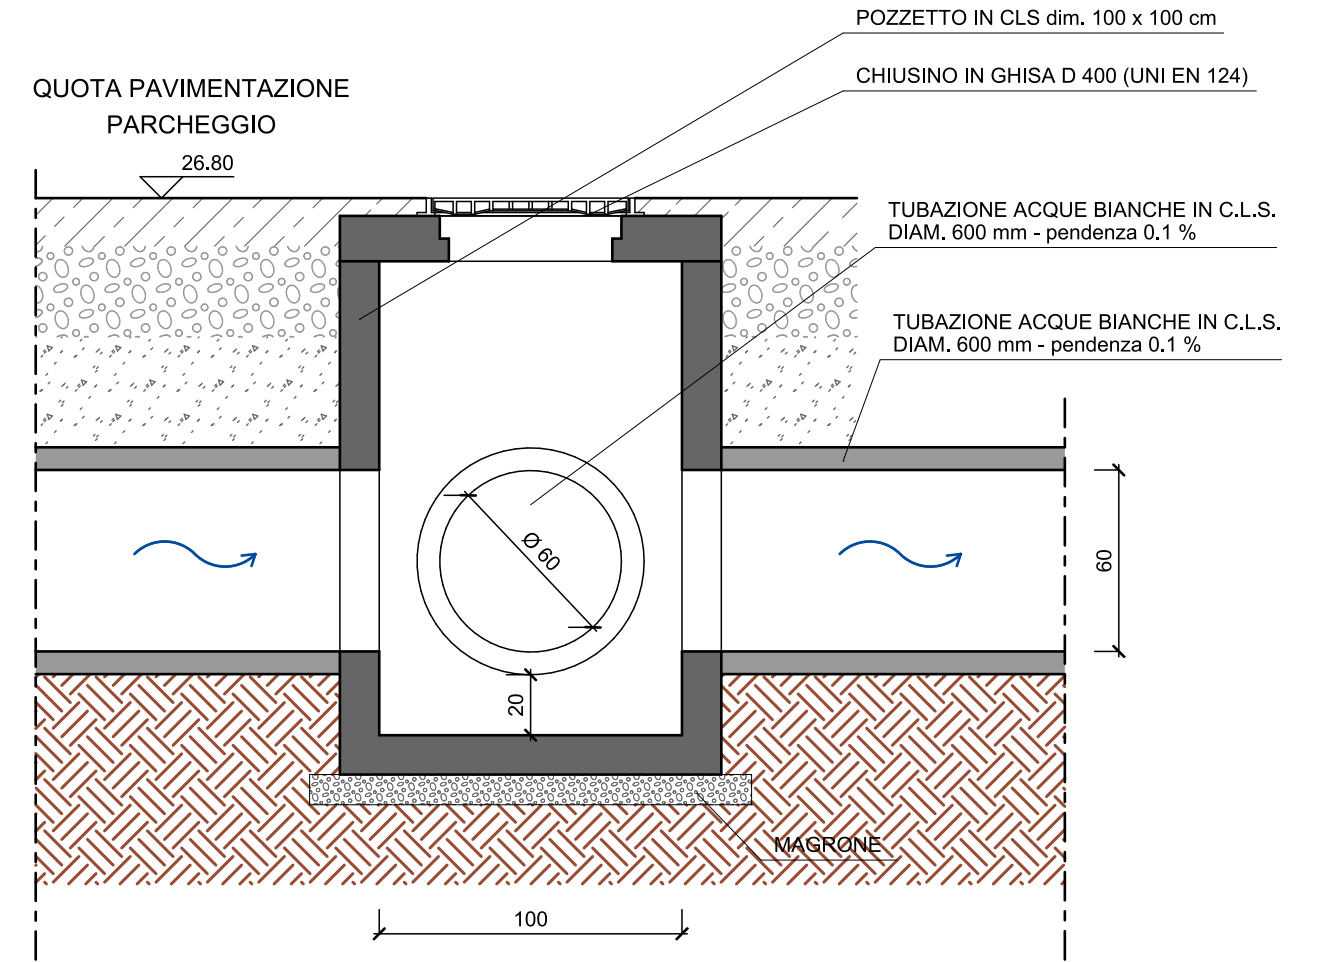 POZZETTO IN CLS dim. 100 x 100 cm
CHIUSINO IN GHISA D 400 (UNI EN 124)
QUOTA PAVIMENTAZIONE
PARCHEGGIO
26.80
TUBAZIONE ACQUE BIANCHE IN C.L.S.
DIAM. 600 mm - pendenza 0.1 %
TUBAZIONE ACQUE BIANCHE IN C.L.S.
DIAM. 600 mm - pendenza 0.1 %
Ø 60
60
20
MAGRONE
100